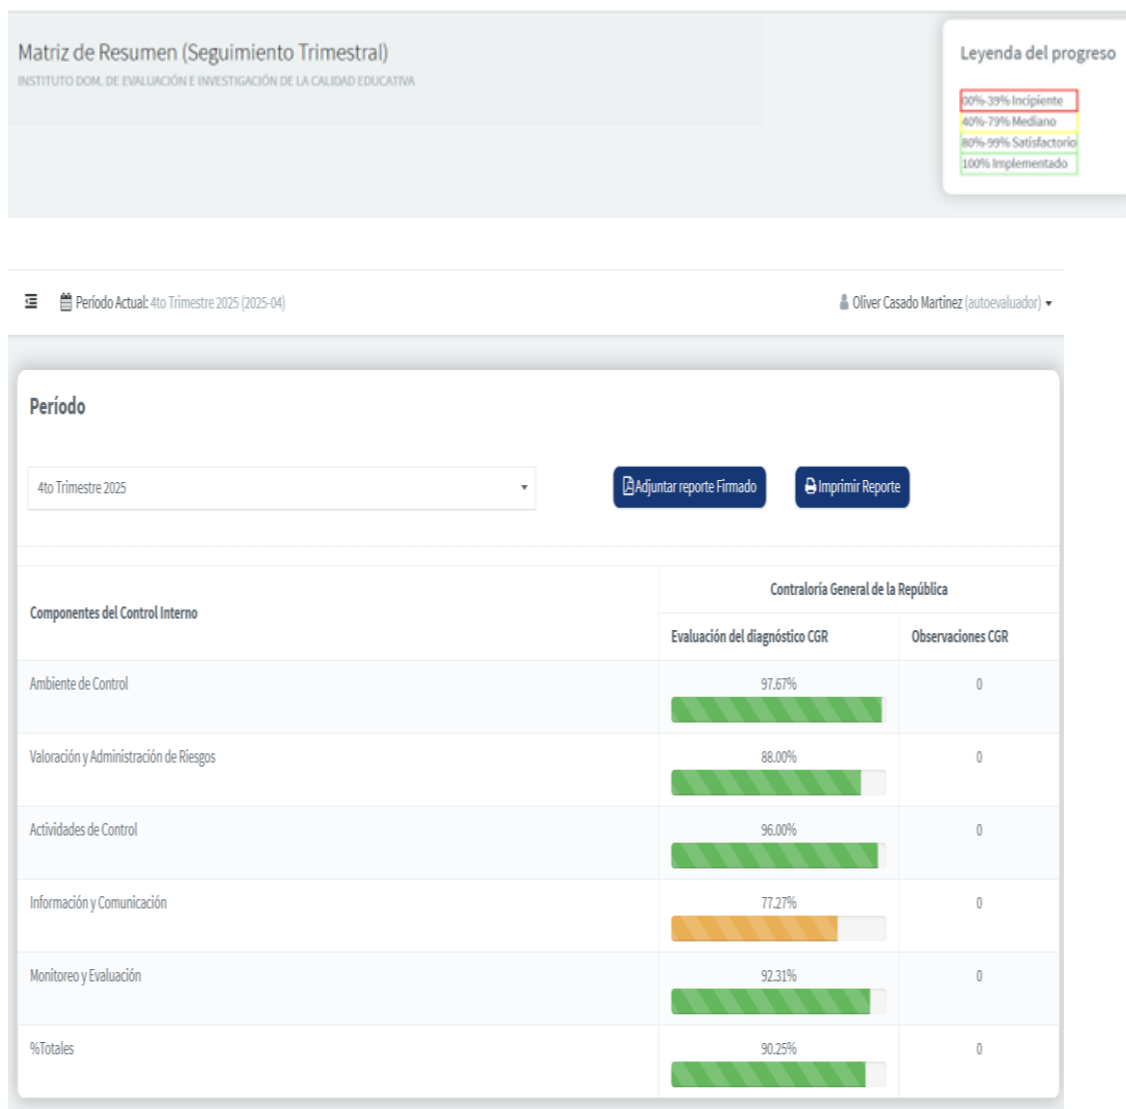 Matriz de Resumen (Seguimiento Trimestral)
INSTITUTO DOM. DE EVALUACIÓN E INVESTIGACIÓN DE LA CALIDAD EDUCATIVA
Leyenda del progreso
00%-39% Incipiente
40%-79% Mediano
80%-99% Satisfactorio
100% Implementado
Período Actual: 4to Trimestre 2025 (2025-04)
Oliver Casado Martinez (autoevaluador)
Período
4to Trimestre 2025
Adjuntar reporte Firmado
Imprimir Reporte
Componentes del Control Interno
Contraloría General de la República
Evaluación del diagnóstico CGR
Observaciones CGR
Ambiente de Control 97.67% 0
Valoración y Administración de Riesgos 88.00% 0
Actividades de Control 96.00% 0
Información y Comunicación 77.27% 0
Monitoreo y Evaluación 92.31% 0
%Totales 90.25% 0